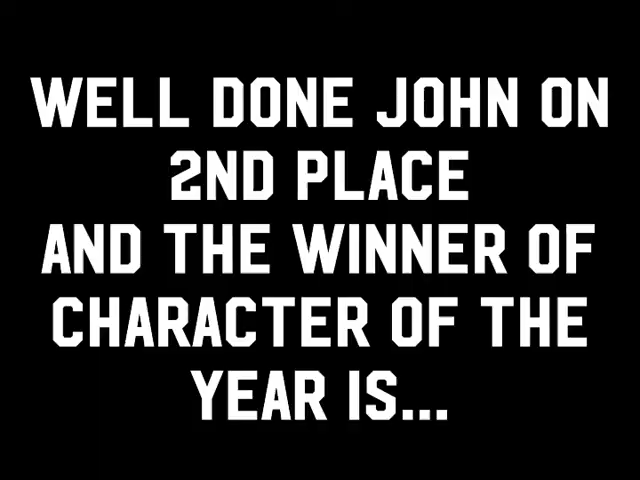 WELL DONE JOHN ON
2ND PLACE
AND THE WINNER OF
CHARACTER OF THE
YEAR IS...